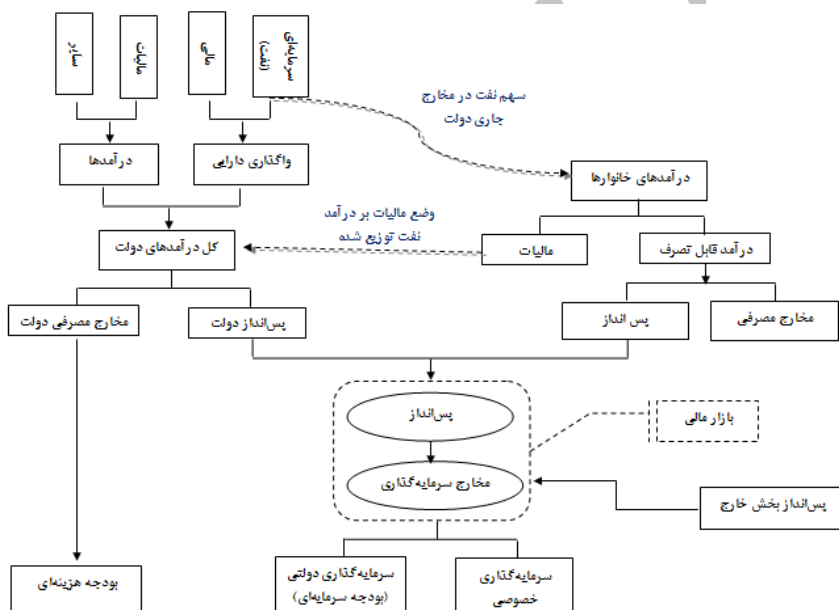 سرمایه‌ای
(نفت)
مالی
مالیات
سایر
سهم نفت در مخارج
جاری دولت
واگذاری دارایی
درآمدها
درآمدهای خانوارها
وضع مالیات بر درآمد
نفت توزیع شده
کل درآمدهای دولت
مالیات
درآمد قابل تصرف
مخارج مصرفی
پس انداز
پس‌انداز دولت
مخارج مصرفی دولت
پس‌انداز
بازار مالی
مخارج سرمایه‌گذاری
پس‌انداز بخش خارج
سرمایه‌گذاری
خصوصی
سرمایه‌گذاری دولتی
(بودجه سرمایه‌ای)
بودجه هزینه‌ای